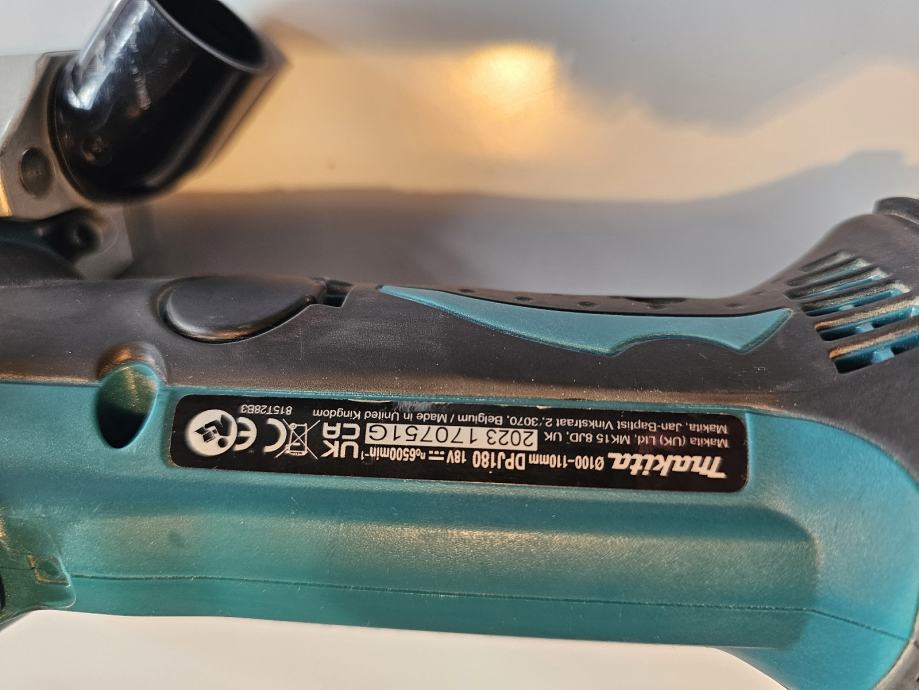 makita Ø100-110mm DPJ180 18V n₀6500min⁻¹
2023 170751G UK CA CE
Makita (UK) Ltd. MK15 8JD, UK
Makita, Jan-Baptist Vinkstraat 2, 3070, Belgium / Made in United Kingdom
815T28B3